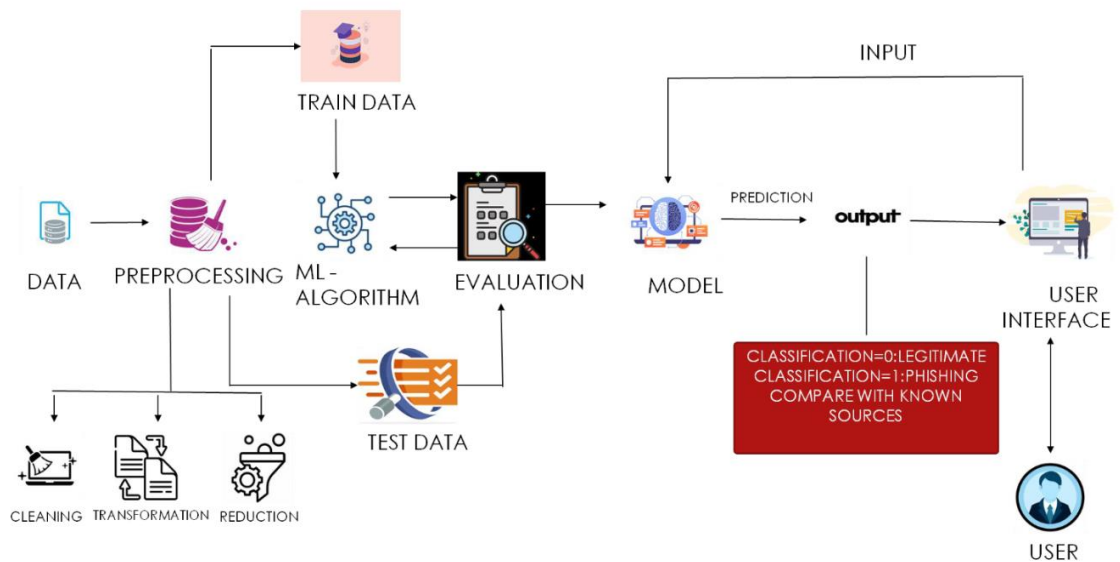 INPUT
TRAIN DATA
PREDICTION
output
DATA
PREPROCESSING
ML-
ALGORITHM
EVALUATION
MODEL
USER
INTERFACE
CLASSIFICATION=0:LEGITIMATE
CLASSIFICATION=1:PHISHING
COMPARE WITH KNOWN
SOURCES
TEST DATA
CLEANING
TRANSFORMATION
REDUCTION
USER